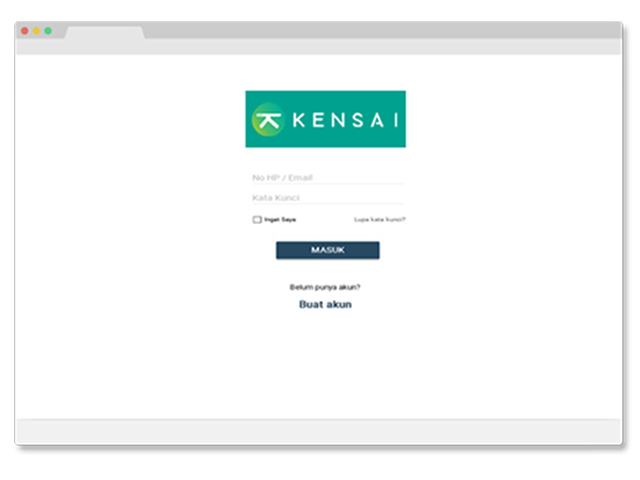 KENSAI
No HP / Email
Kata Kunci
Ingat Saya
Lupa kata kunci?
MASUK
Belum punya akun?
Buat akun